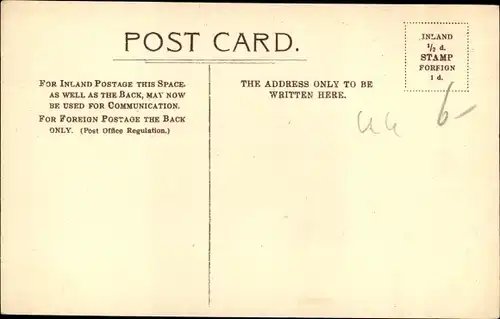 POST CARD.
INLAND
½ d.
STAMP
FOREIGN
1 d.
FOR INLAND POSTAGE THIS SPACE,
AS WELL AS THE BACK, MAY NOW
BE USED FOR COMMUNICATION.
FOR FOREIGN POSTAGE THE BACK
ONLY. (Post Office Regulation.)
THE ADDRESS ONLY TO BE
WRITTEN HERE.
6-